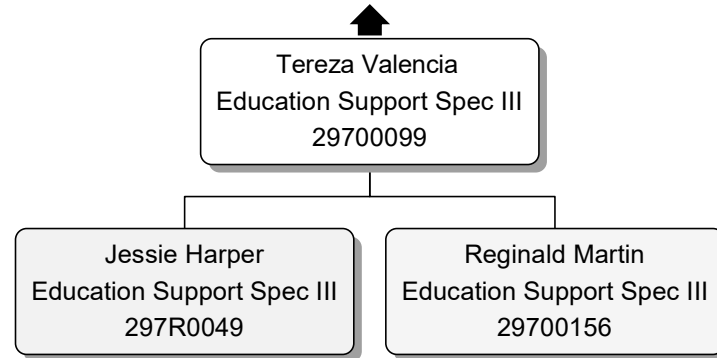 Tereza Valencia
Education Support Spec III
29700099
Jessie Harper
Education Support Spec III
297R0049
Reginald Martin
Education Support Spec III
29700156